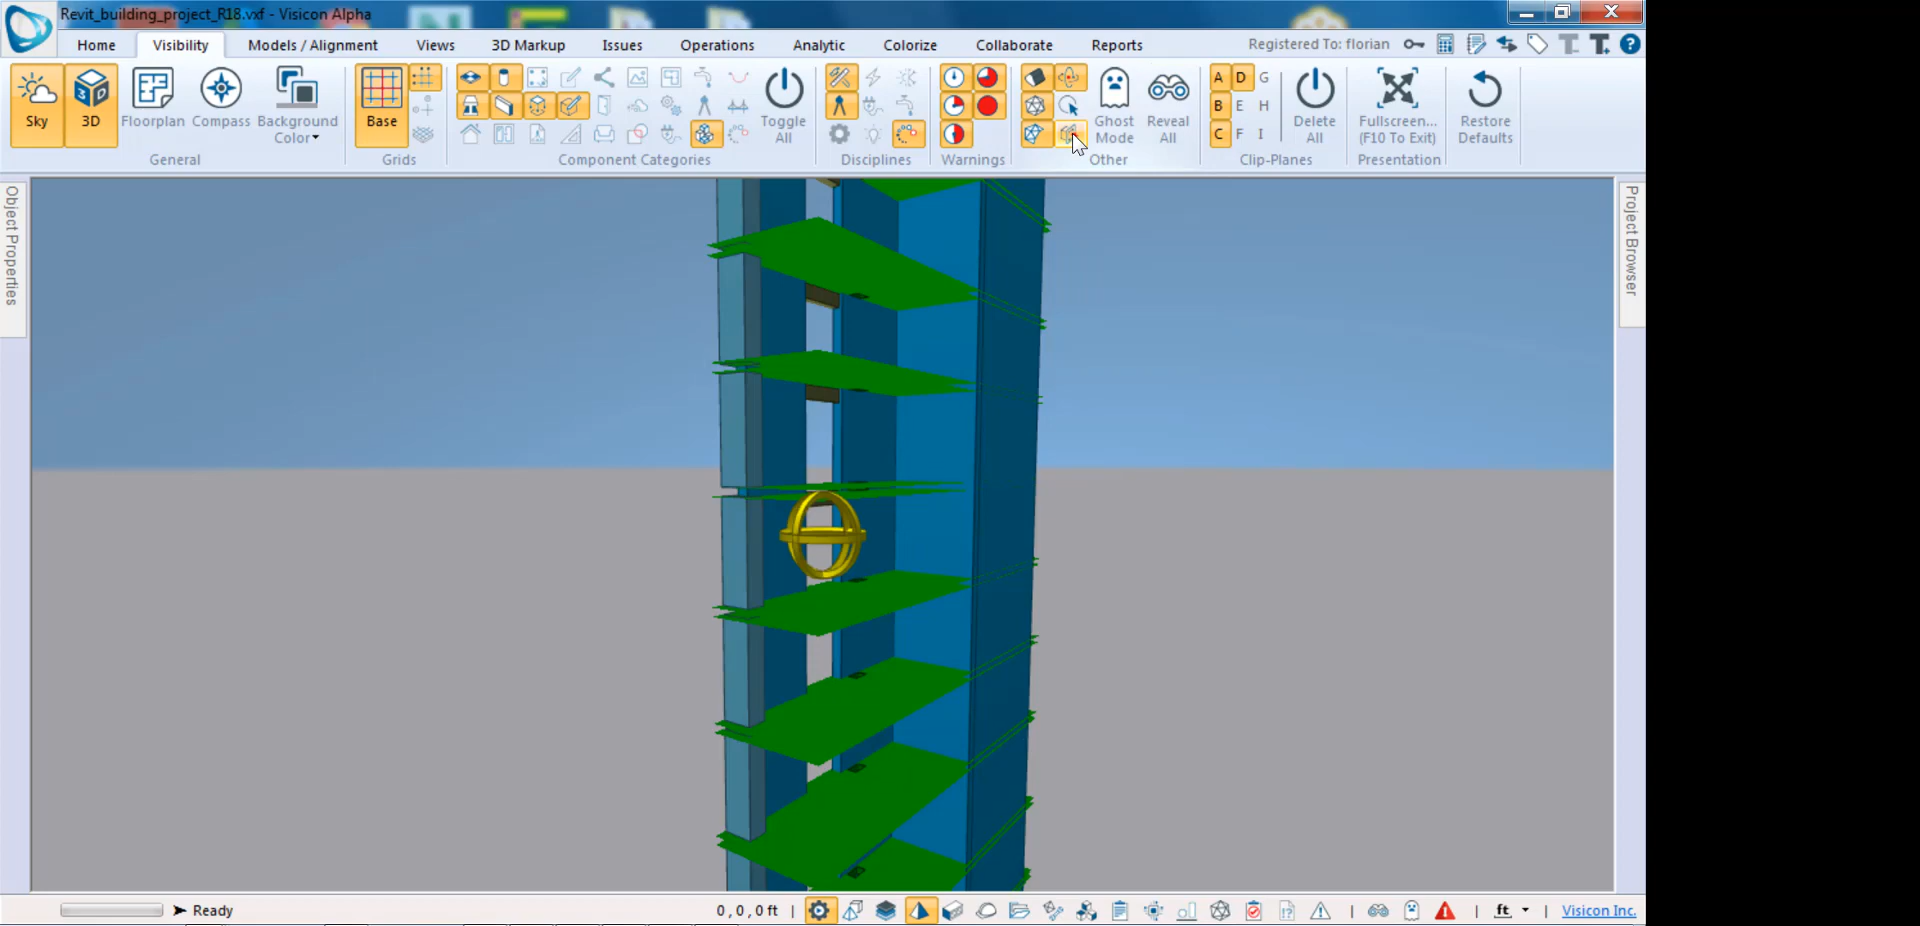 Revit_building_project_R18.vxf - Visicon Alpha
Home Visibility Models / Alignment Views 3D Markup Issues Operations Analytic Colorize Collaborate Reports Registered To: florian
Sky 3D Floorplan Compass Background Color
Base
Toggle All
Ghost Mode
Reveal All
A D G
B E H
C F I
Delete All
Fullscreen... (F10 To Exit)
Restore Defaults
General Grids Component Categories Disciplines Warnings Other Clip-Planes Presentation
Object Properties
Project Browser
Ready
0 , 0 , 0 ft
ft
Visicon Inc.